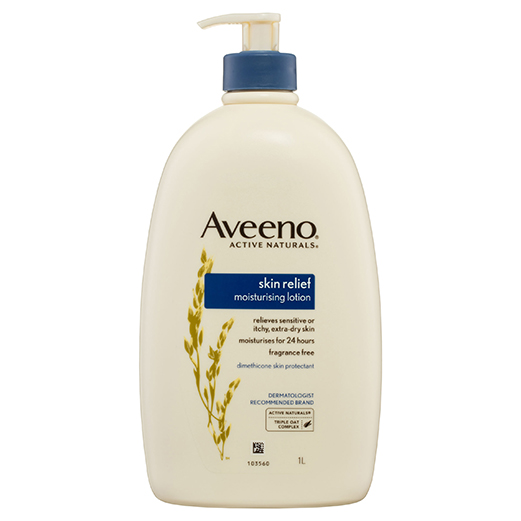 Aveeno®
ACTIVE NATURALS®
skin relief
moisturising lotion
relieves sensitive or
itchy, extra-dry skin
moisturises for 24 hours
fragrance free
dimethicone skin protectant
DERMATOLOGIST
RECOMMENDED BRAND
ACTIVE NATURALS®
TRIPLE OAT
COMPLEX
103560
1L